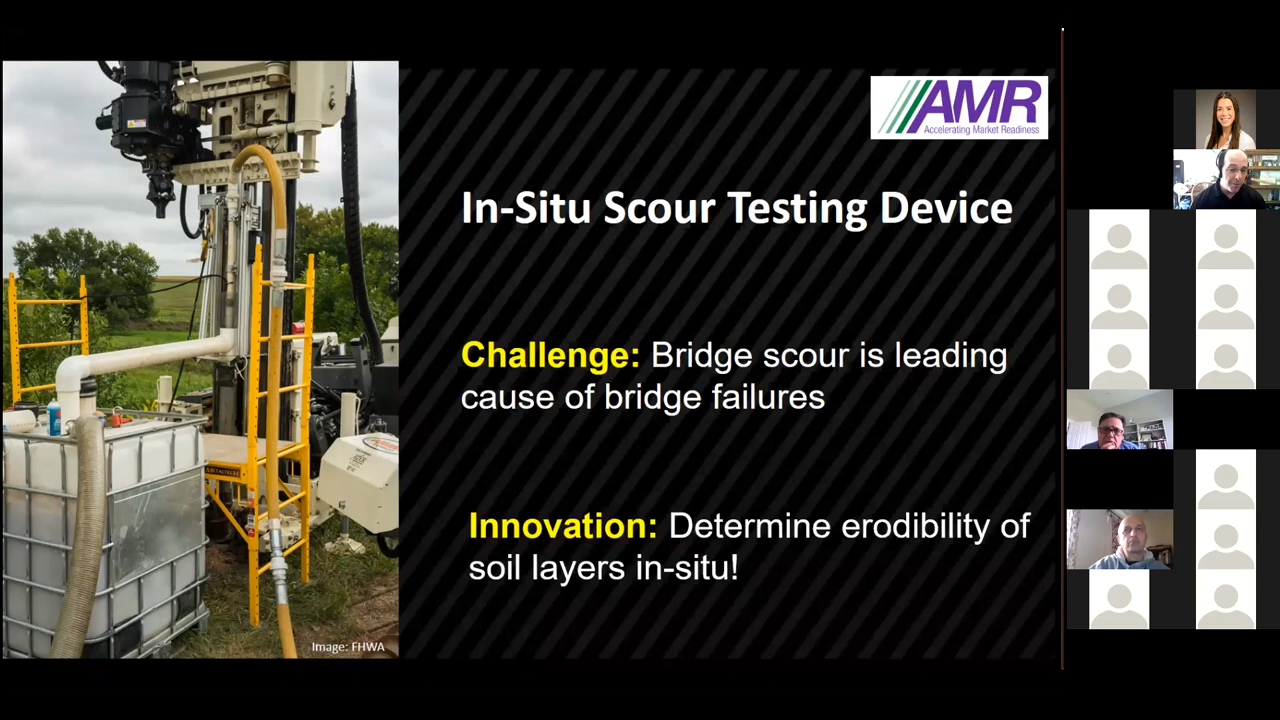 AMR
Accelerating Market Readiness
In-Situ Scour Testing Device
Challenge: Bridge scour is leading
cause of bridge failures
Innovation: Determine erodibility of
soil layers in-situ!
Image: FHWA